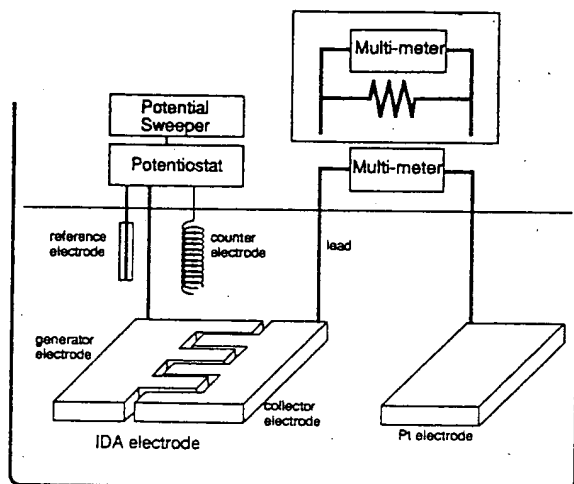 Multi-meter
Potential
Sweeper
Potentiostat
Multi-meter
reference
electrode
counter
electrode
lead
generator
electrode
collector
electrode
IDA electrode
Pt electrode